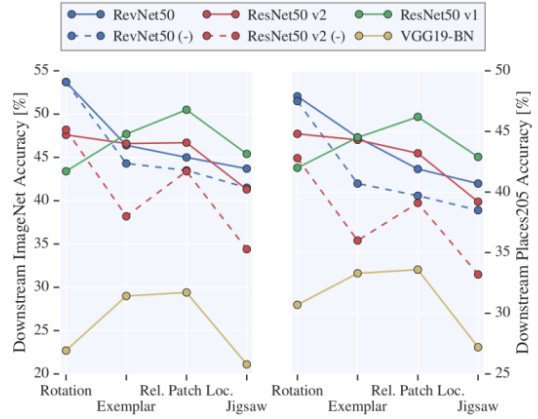 RevNet50 ResNet50 v2 ResNet50 v1
RevNet50 (-) ResNet50 v2 (-) VGG19-BN
Downstream ImageNet Accuracy [%]
55
50
45
40
35
30
25
20
50
45
40
35
30
25
Downstream Places205 Accuracy [%]
Rotation Rel. Patch Loc. Rotation Rel. Patch Loc.
Exemplar Jigsaw Exemplar Jigsaw